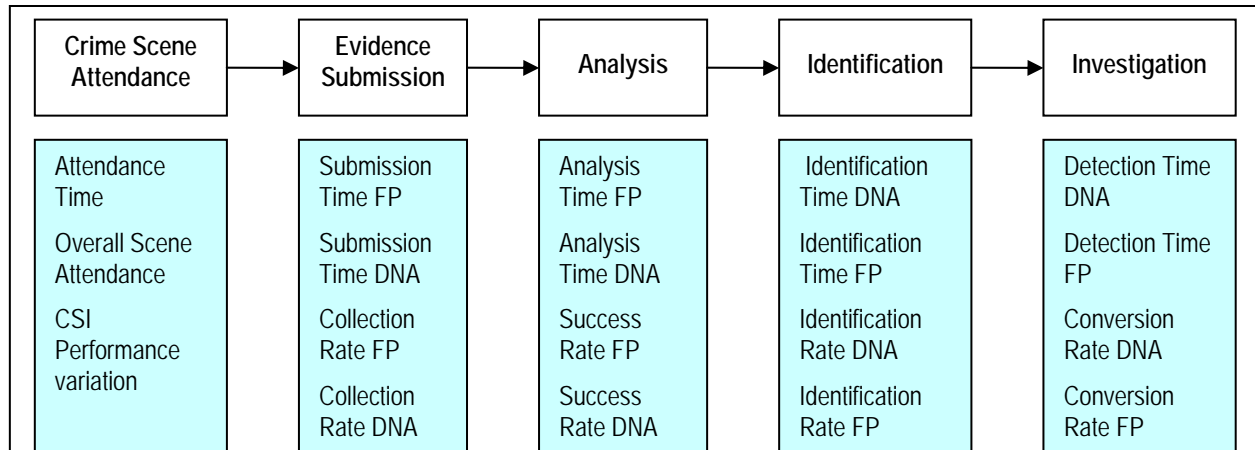 Crime Scene
Attendance
Evidence
Submission
Analysis
Identification
Investigation
Attendance
Time
Overall Scene
Attendance
CSI
Performance
variation
Submission
Time FP
Submission
Time DNA
Collection
Rate FP
Collection
Rate DNA
Analysis
Time FP
Analysis
Time DNA
Success
Rate FP
Success
Rate DNA
Identification
Time DNA
Identification
Time FP
Identification
Rate DNA
Identification
Rate FP
Detection Time
DNA
Detection Time
FP
Conversion
Rate DNA
Conversion
Rate FP